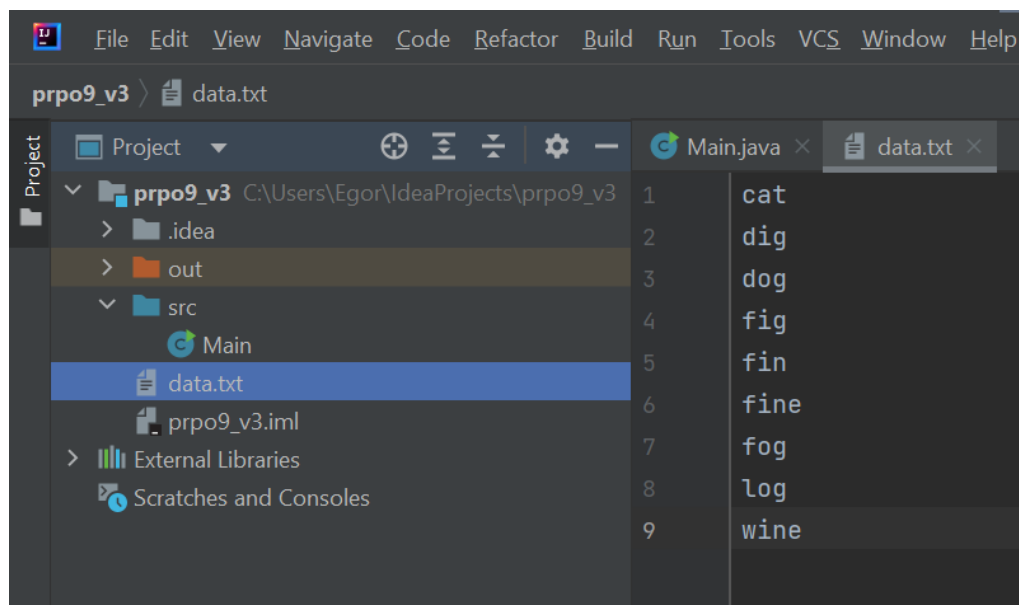 IJ File Edit View Navigate Code Refactor Build Run Tools VCS Window Help
prpo9_v3 data.txt
Project
Project
Main.java data.txt
prpo9_v3 C:\Users\Egor\IdeaProjects\prpo9_v3
.idea
out
src
C Main
data.txt
prpo9_v3.iml
External Libraries
Scratches and Consoles
1 cat
2 dig
3 dog
4 fig
5 fin
6 fine
7 fog
8 log
9 wine